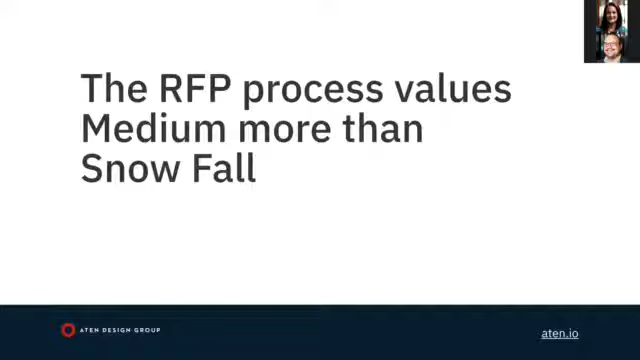 The RFP process values
Medium more than
Snow Fall
ATEN DESIGN GROUP
aten.io